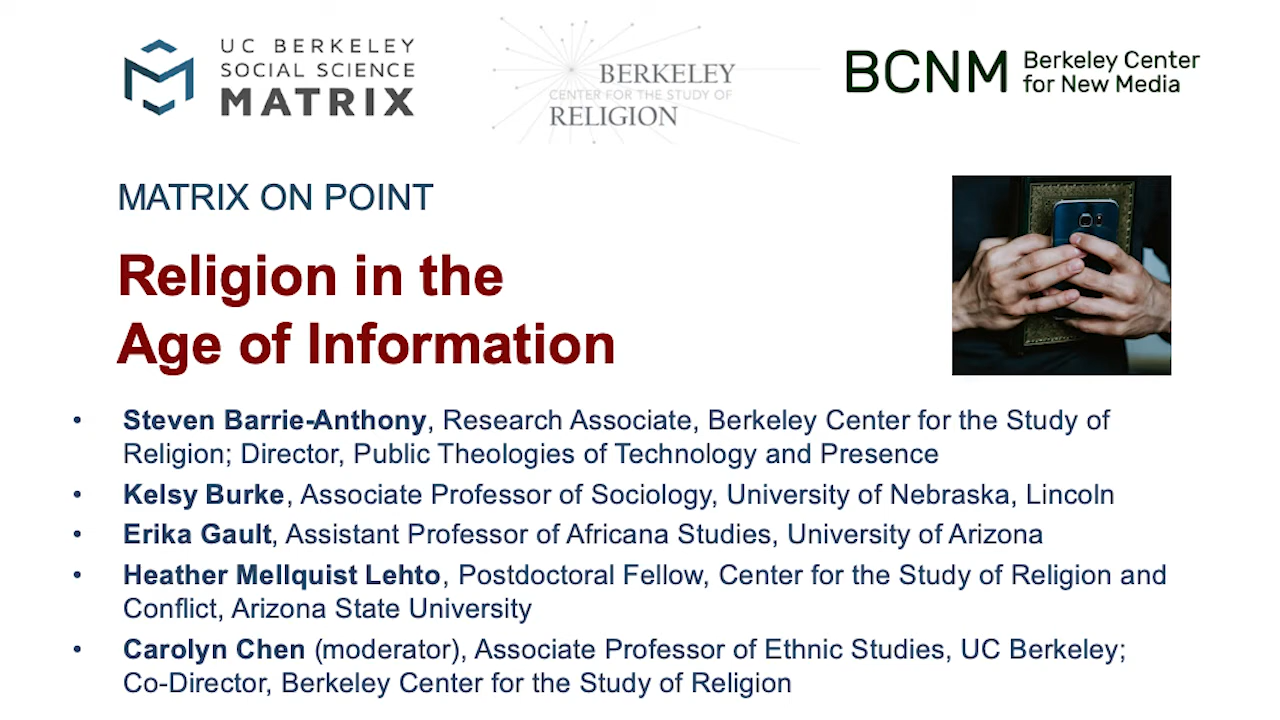 UC BERKELEY
SOCIAL SCIENCE
MATRIX
BERKELEY
CENTER FOR THE STUDY OF
RELIGION
BCNM Berkeley Center
for New Media
MATRIX ON POINT
Religion in the
Age of Information
• Steven Barrie-Anthony, Research Associate, Berkeley Center for the Study of
Religion; Director, Public Theologies of Technology and Presence
• Kelsy Burke, Associate Professor of Sociology, University of Nebraska, Lincoln
• Erika Gault, Assistant Professor of Africana Studies, University of Arizona
• Heather Mellquist Lehto, Postdoctoral Fellow, Center for the Study of Religion and
Conflict, Arizona State University
• Carolyn Chen (moderator), Associate Professor of Ethnic Studies, UC Berkeley;
Co-Director, Berkeley Center for the Study of Religion